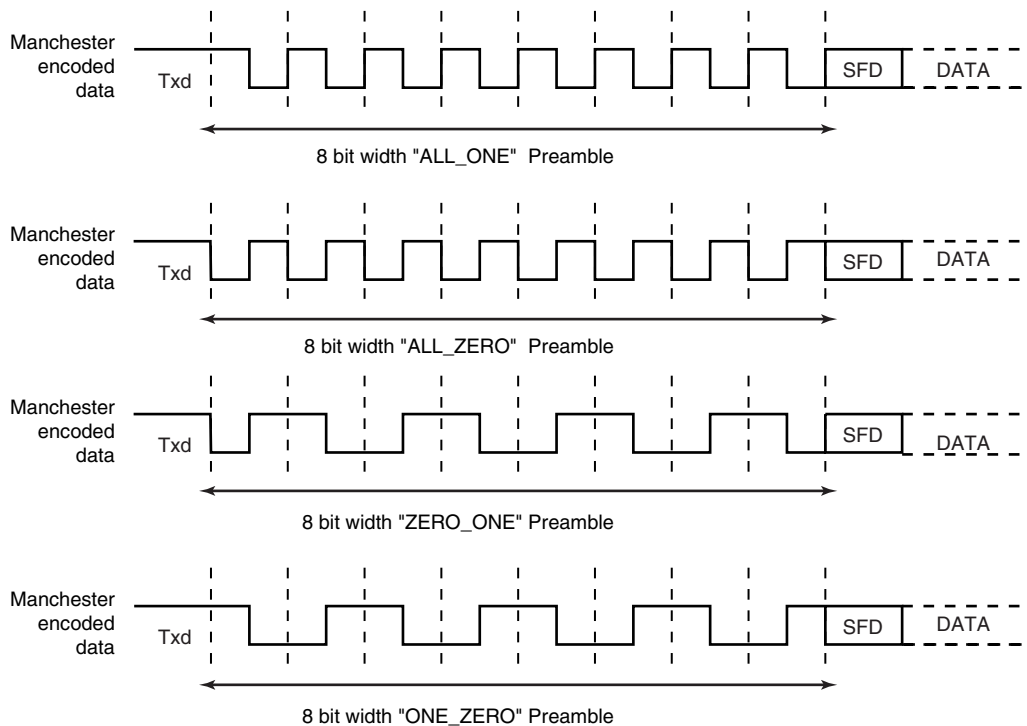 Manchester
encoded
data
Txd
SFD
DATA
8 bit width "ALL_ONE" Preamble
Manchester
encoded
data
Txd
SFD
DATA
8 bit width "ALL_ZERO" Preamble
Manchester
encoded
data
Txd
SFD
DATA
8 bit width "ZERO_ONE" Preamble
Manchester
encoded
data
Txd
SFD
DATA
8 bit width "ONE_ZERO" Preamble